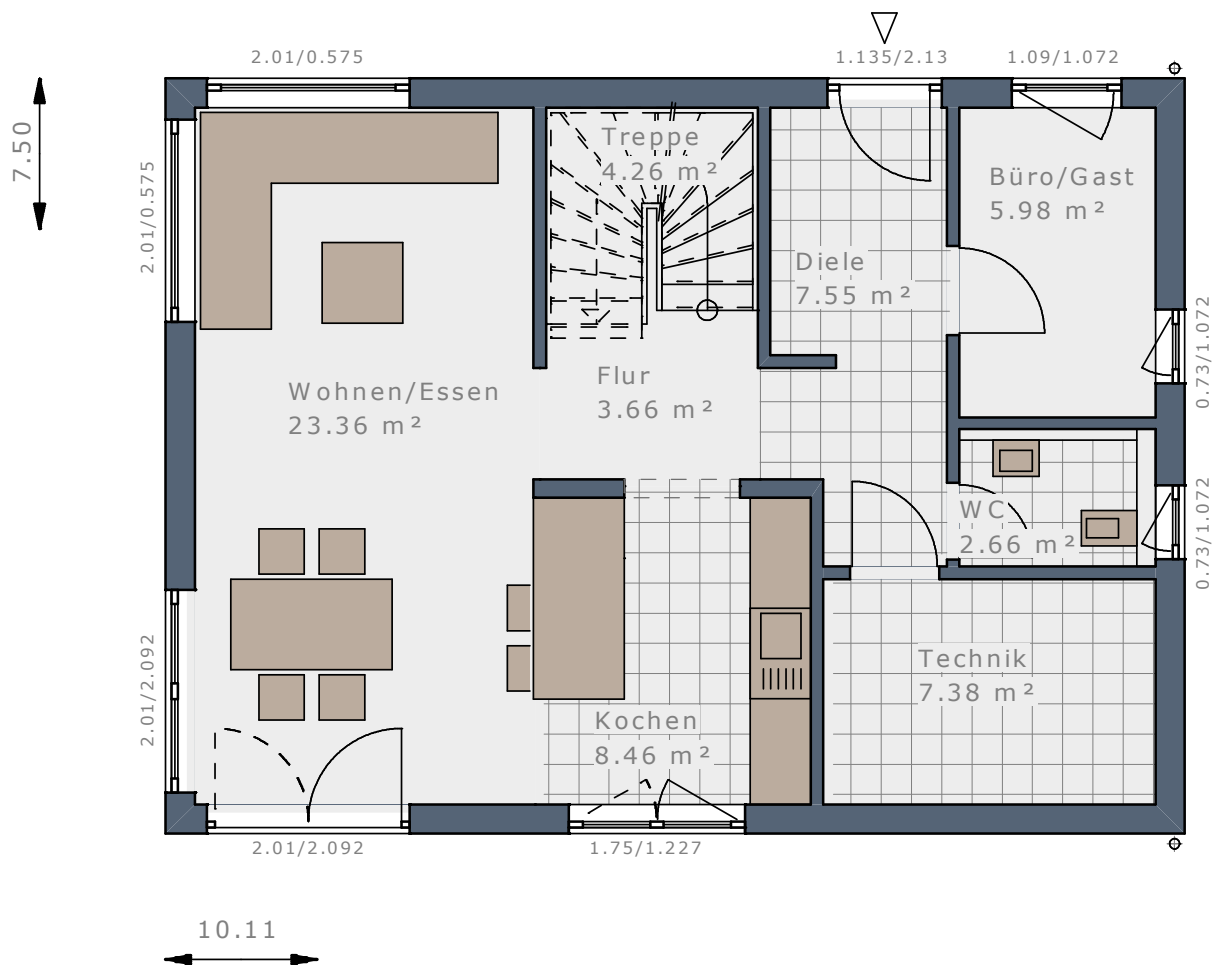 2.01/0.575
1.135/2.13
1.09/1.072
7.50
2.01/0.575
Treppe
4.26 m²
Büro/Gast
5.98 m²
Diele
7.55 m²
0.73/1.072
Wohnen/Essen
23.36 m²
Flur
3.66 m²
WC
2.66 m²
0.73/1.072
2.01/2.092
Technik
7.38 m²
Kochen
8.46 m²
2.01/2.092
1.75/1.227
10.11